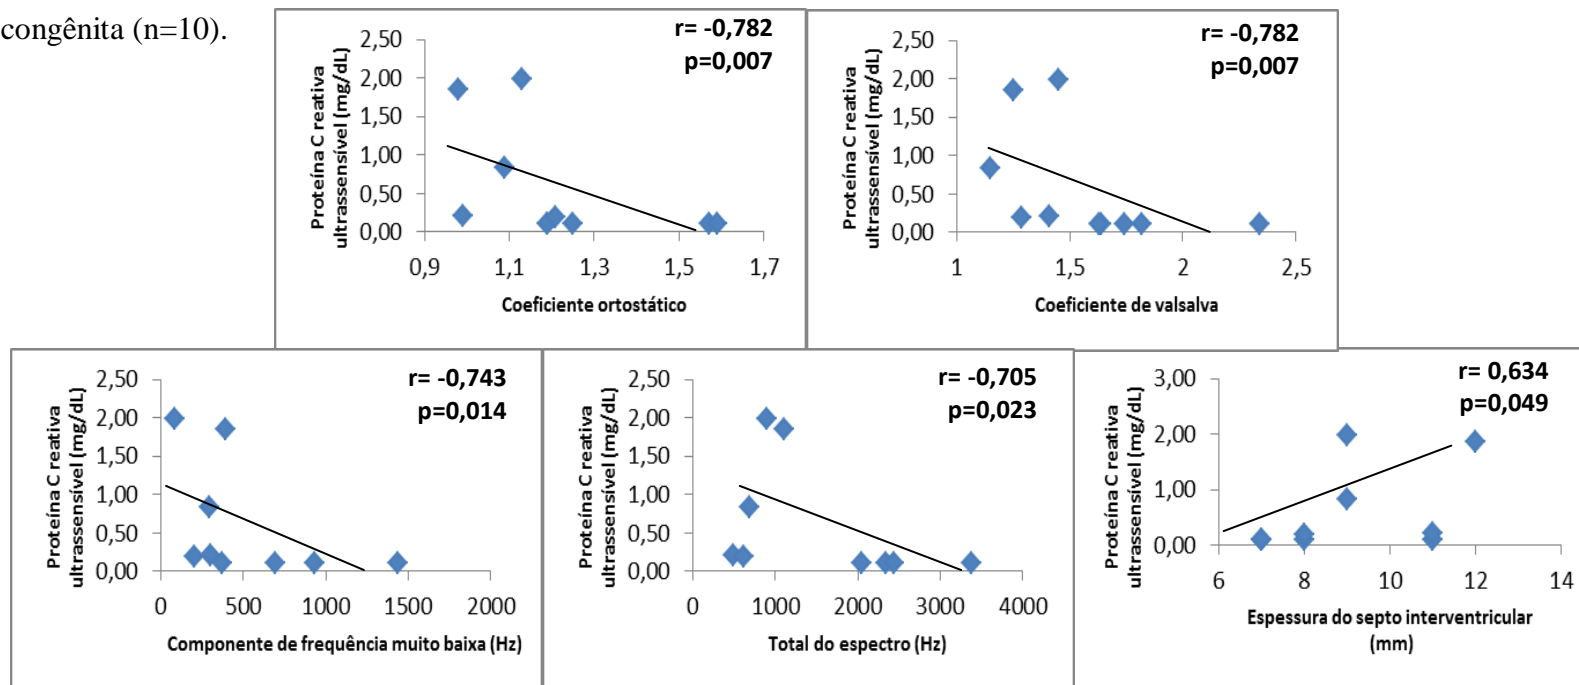 congênita (n=10).
r= -0,782
p=0,007
Proteína C reativa
ultrassensível (mg/dL)
2,50
2,00
1,50
1,00
0,50
0,00
0,9 1,1 1,3 1,5 1,7
Coeficiente ortostático
r= -0,782
p=0,007
Proteína C reativa
ultrassensível (mg/dL)
2,50
2,00
1,50
1,00
0,50
0,00
1 1,5 2 2,5
Coeficiente de valsalva
r= -0,743
p=0,014
Proteína C reativa
ultrassensível (mg/dL)
2,50
2,00
1,50
1,00
0,50
0,00
0 500 1000 1500 2000
Componente de frequência muito baixa (Hz)
r= -0,705
p=0,023
Proteína C reativa
ultrassensível (mg/dL)
2,50
2,00
1,50
1,00
0,50
0,00
0 1000 2000 3000 4000
Total do espectro (Hz)
r= 0,634
p=0,049
Proteína C reativa
ultrassensível (mg/dL)
3,00
2,00
1,00
0,00
6 8 10 12 14
Espessura do septo interventricular
(mm)